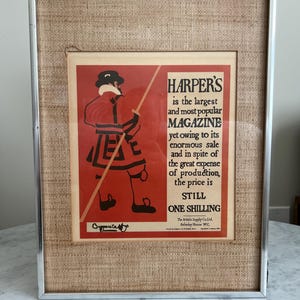 HARPER'S
is the largest
and most popular
MAGAZINE
yet owing to its
enormous sale
and in spite of
the great expense
of production,
the price is
STILL
ONE SHILLING